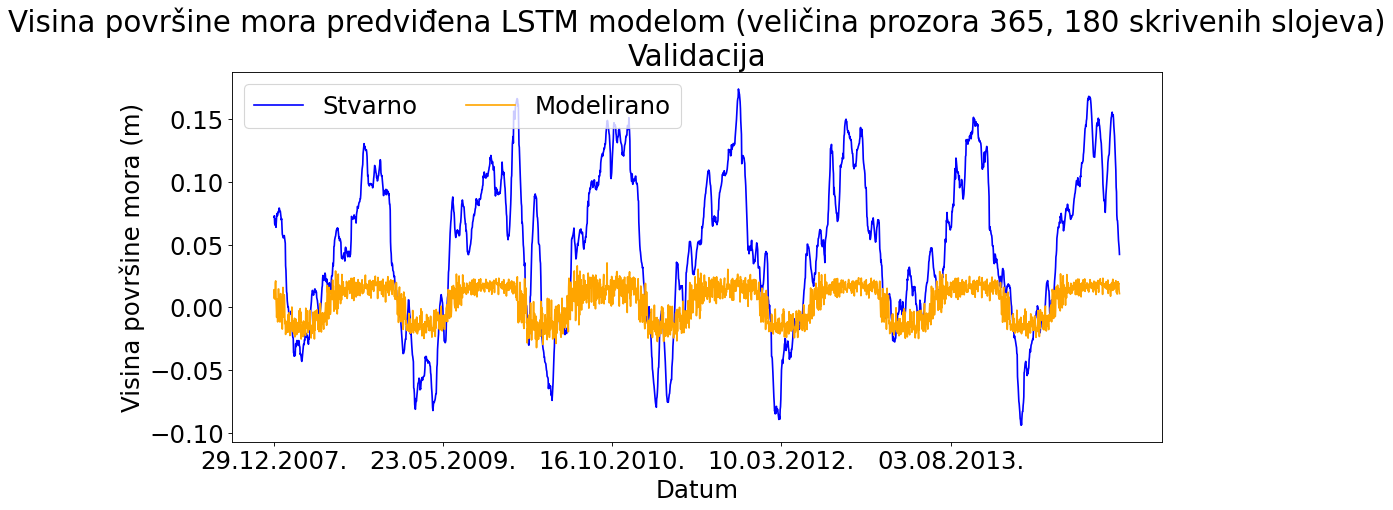 Visina površine mora predviđena LSTM modelom (veličina prozora 365, 180 skrivenih slojeva)
Validacija
Stvarno
Modelirano
Visina površine mora (m)
0.15
0.10
0.05
0.00
−0.05
−0.10
29.12.2007.
23.05.2009.
16.10.2010.
10.03.2012.
03.08.2013.
Datum